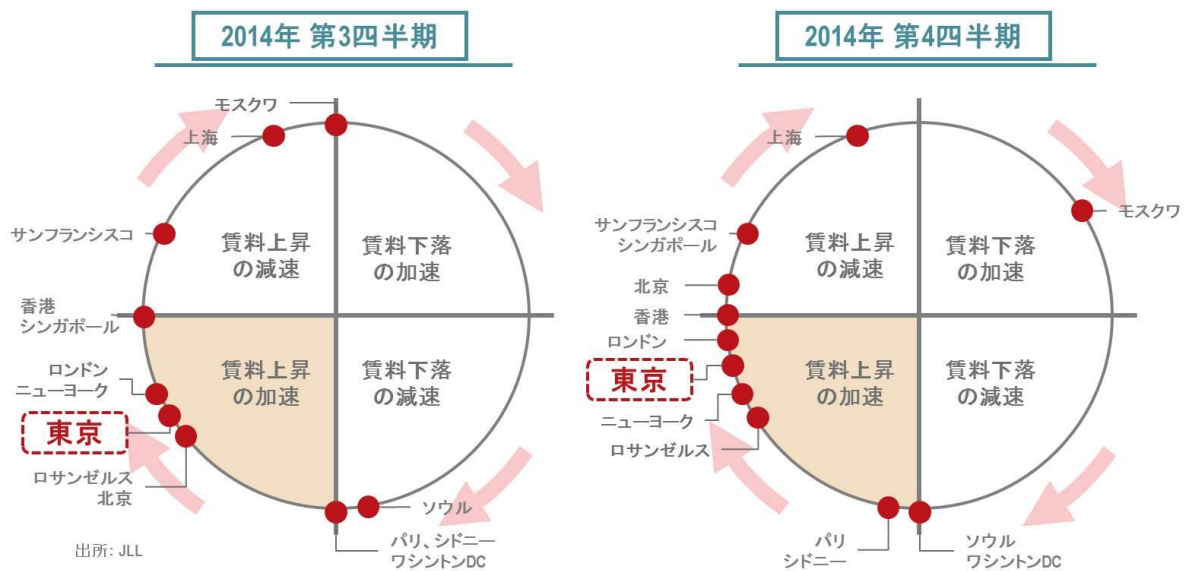 2014年 第3四半期
モスクワ
上海
サンフランシスコ
賃料上昇
の減速
賃料下落
の加速
香港
シンガポール
ロンドン
ニューヨーク
賃料上昇
の加速
賃料下落
の減速
東京
ロサンゼルス
北京
ソウル
パリ、シドニー
ワシントンDC
出所: JLL
2014年 第4四半期
上海
モスクワ
サンフランシスコ
シンガポール
賃料上昇
の減速
賃料下落
の加速
北京
香港
ロンドン
東京
賃料上昇
の加速
賃料下落
の減速
ニューヨーク
ロサンゼルス
パリ
シドニー
ソウル
ワシントンDC